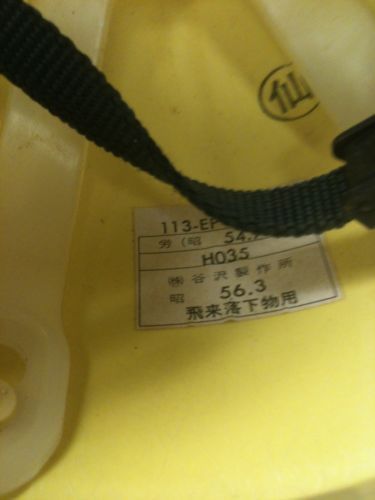 仙
113-EP
労(昭 54.
H035
㈱谷沢製作所
昭 56.3
飛来落下物用